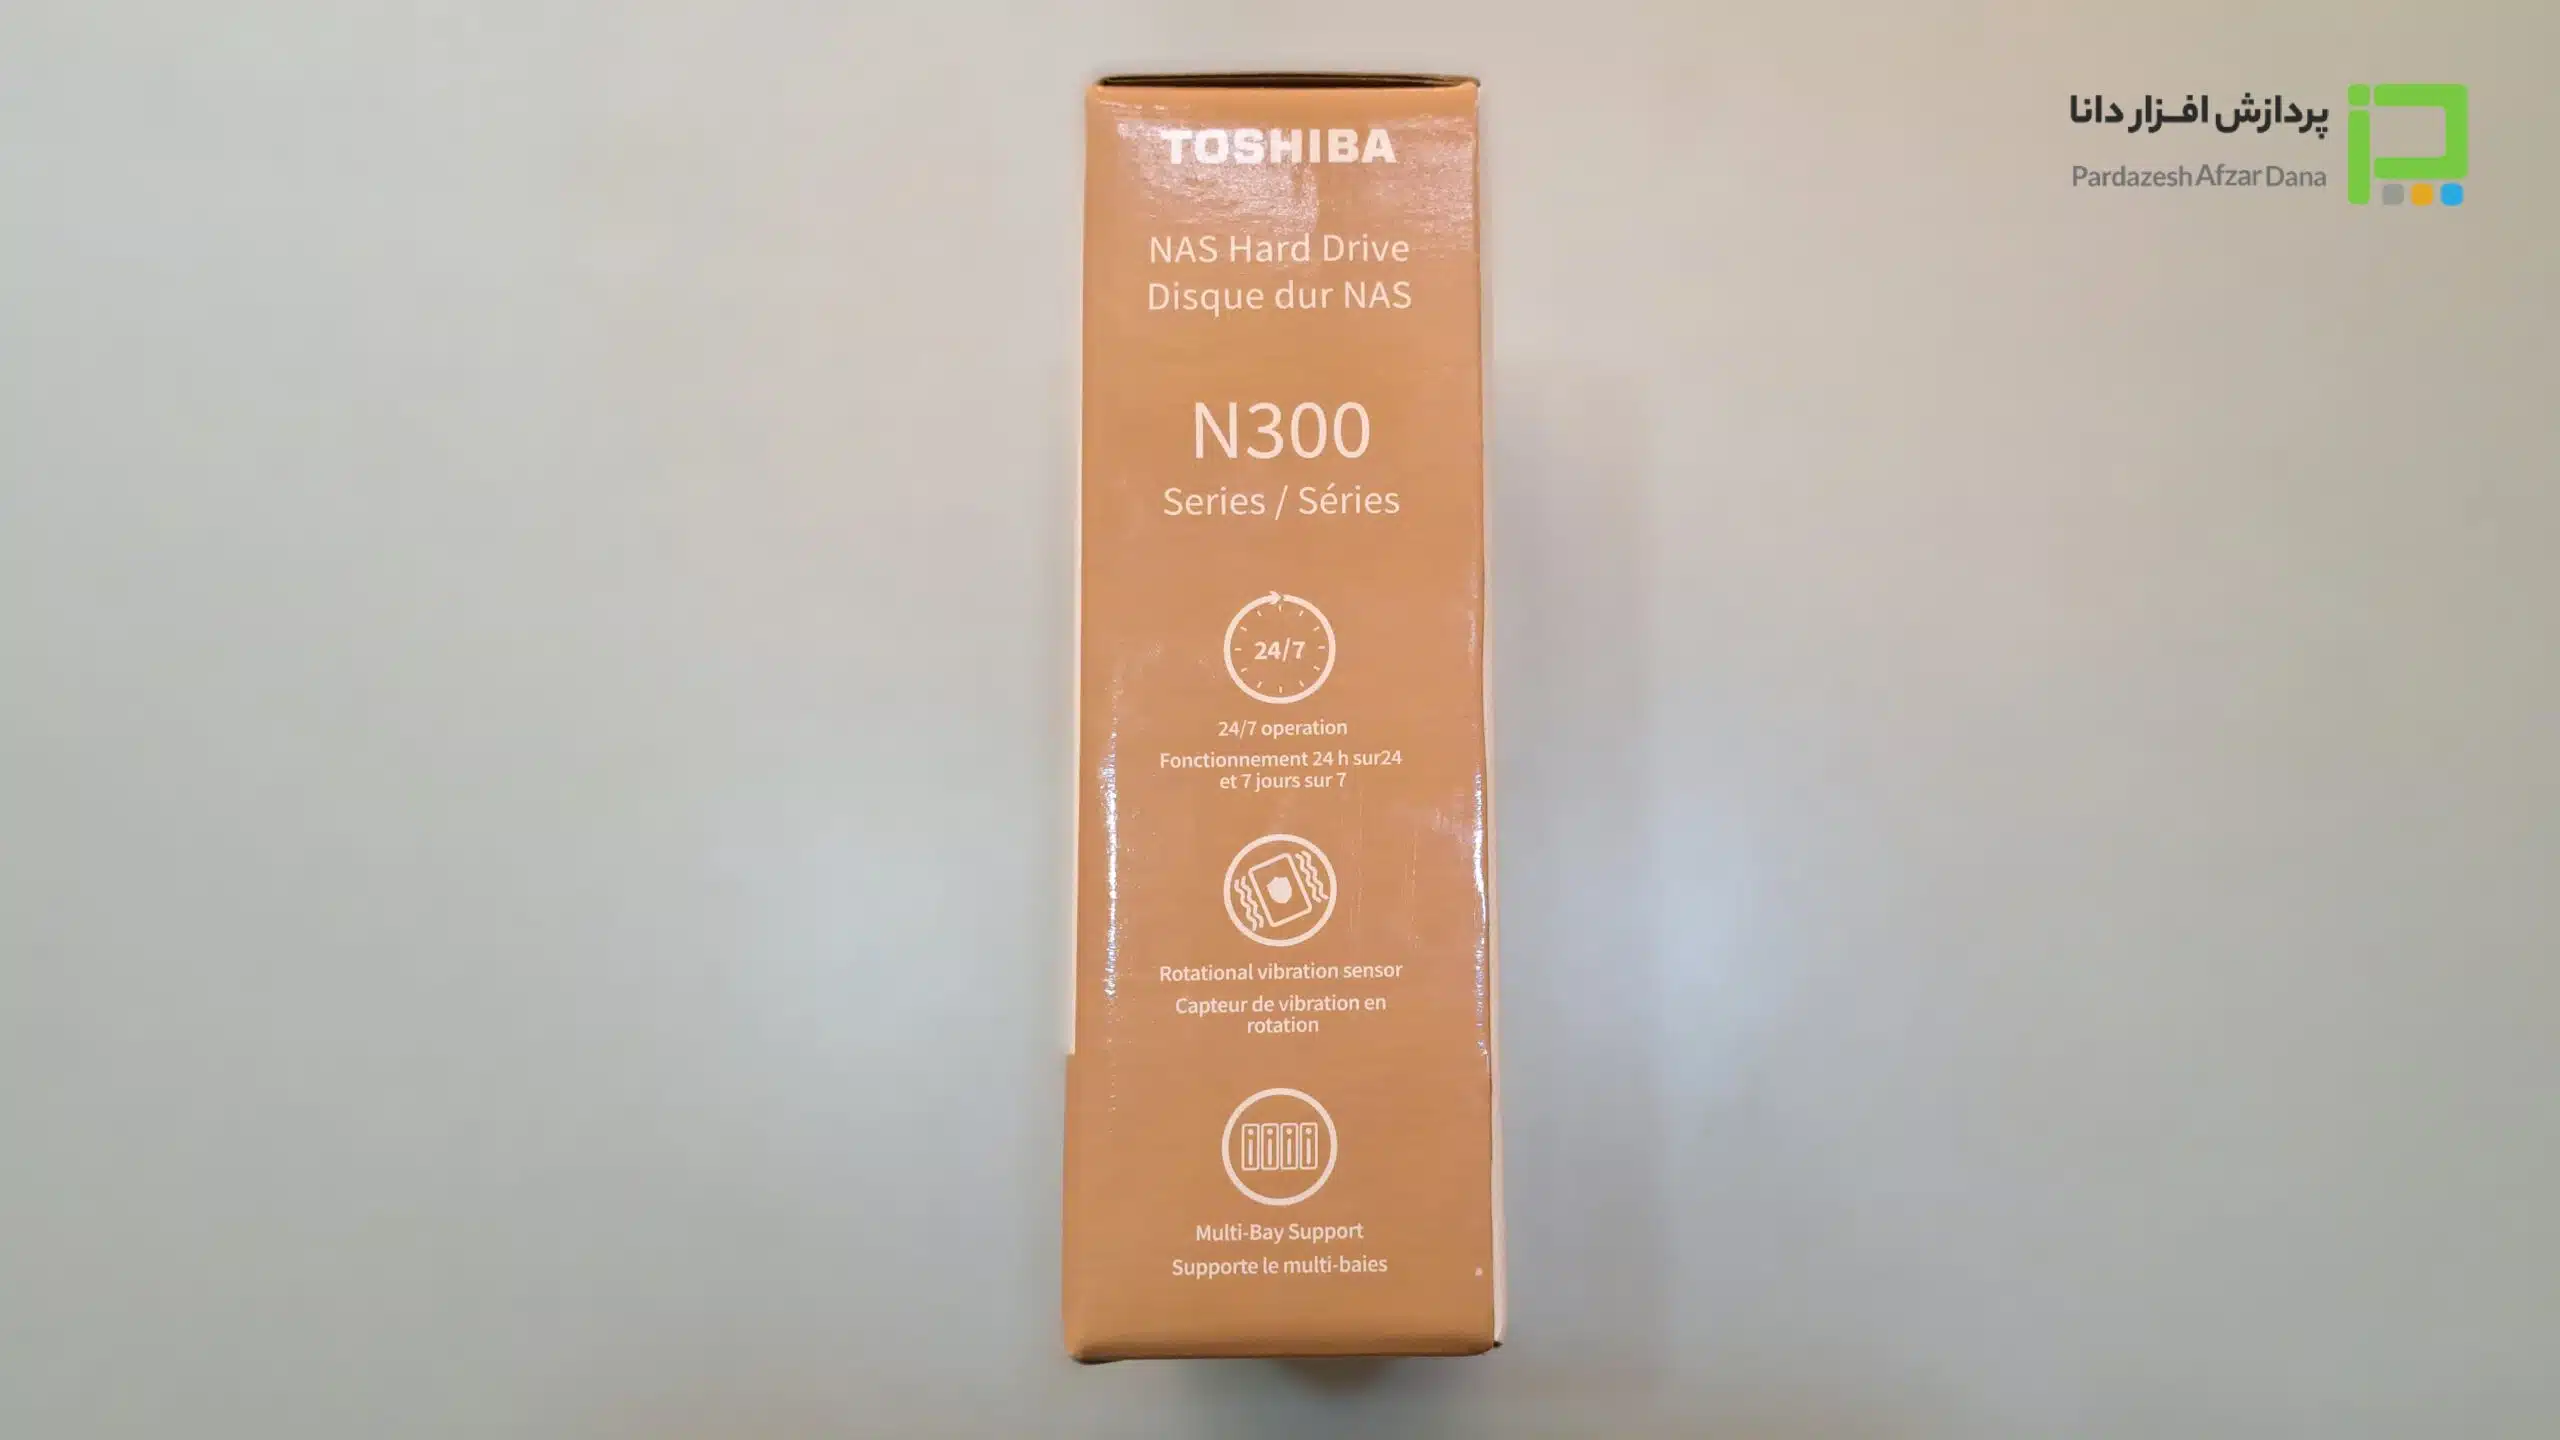 TOSHIBA
NAS Hard Drive
Disque dur NAS
N300
Series / Séries
24/7
24/7 operation
Fonctionnement 24 h sur24
et 7 jours sur 7
Rotational vibration sensor
Capteur de vibration en
rotation
Multi-Bay Support
Supporte le multi-baies
پردازش افزار دانا
Pardazesh Afzar Dana